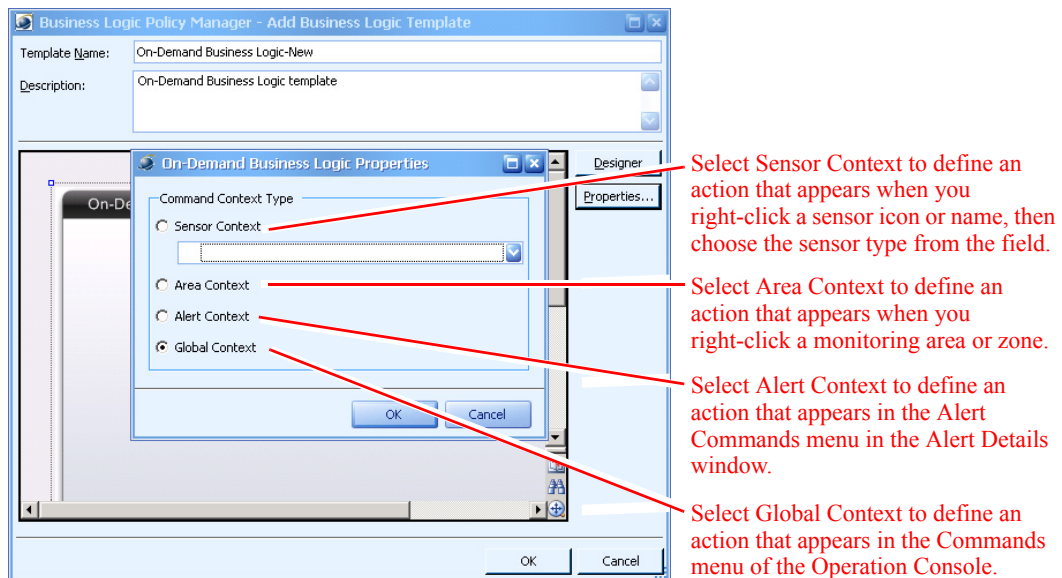 Business Logic Policy Manager - Add Business Logic Template
Template Name:
On-Demand Business Logic-New
Description:
On-Demand Business Logic template
On-Demand Business Logic Properties
Designer
Properties...
On-De
Command Context Type
Sensor Context
Area Context
Alert Context
Global Context
OK
Cancel
OK
Cancel
Select Sensor Context to define an
action that appears when you
right-click a sensor icon or name, then
choose the sensor type from the field.
Select Area Context to define an
action that appears when you
right-click a monitoring area or zone.
Select Alert Context to define an
action that appears in the Alert
Commands menu in the Alert Details
window.
Select Global Context to define an
action that appears in the Commands
menu of the Operation Console.